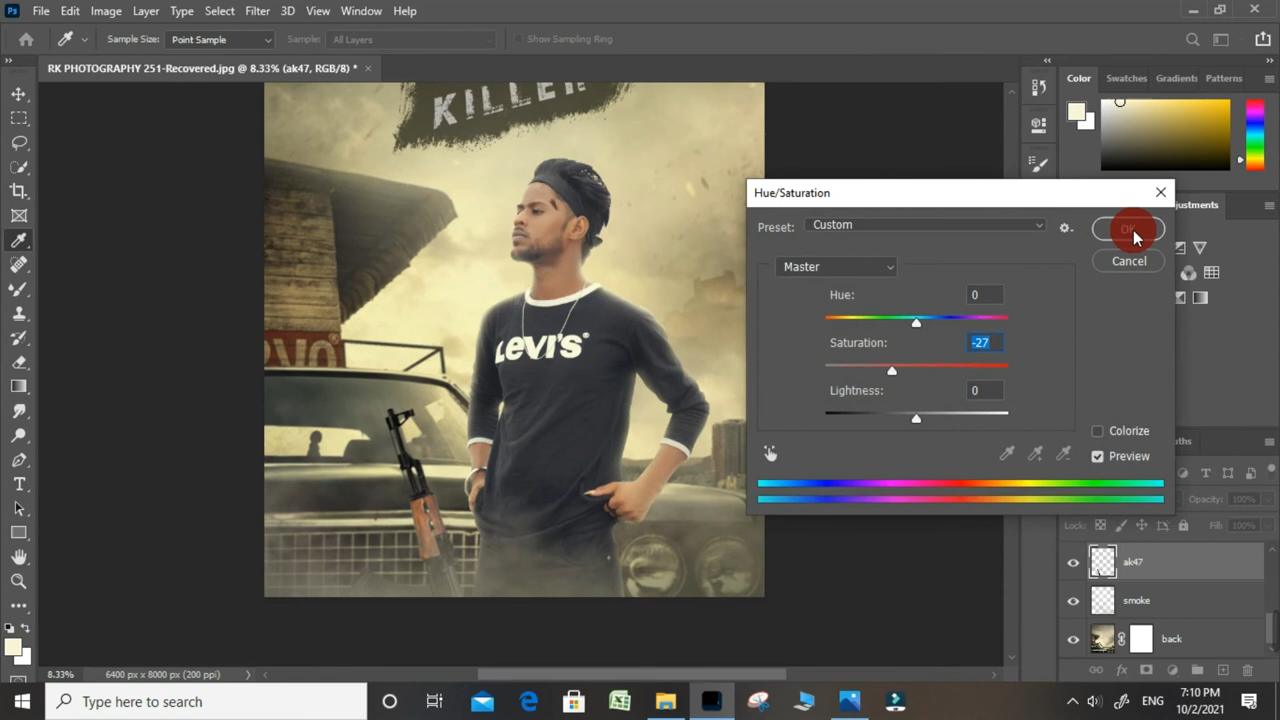 Ps File Edit Image Layer Type Select Filter 3D View Window Help
Sample Size: Point Sample Sample: All Layers Show Sampling Ring
RK PHOTOGRAPHY 251-Recovered.jpg @ 8.33% (ak47, RGB/8) * ×
Color Swatches Gradients Patterns
KILLER
Levi's®
Hue/Saturation
Preset: Custom
OK
Cancel
Master
Hue: 0
Saturation: -27
Lightness: 0
Colorize
Preview
Adjustments
Opacity: 100%
Lock: Fill: 100%
ak47
smoke
back
8.33% 6400 px x 8000 px (200 ppi)
Type here to search
ENG
7:10 PM
10/2/2021